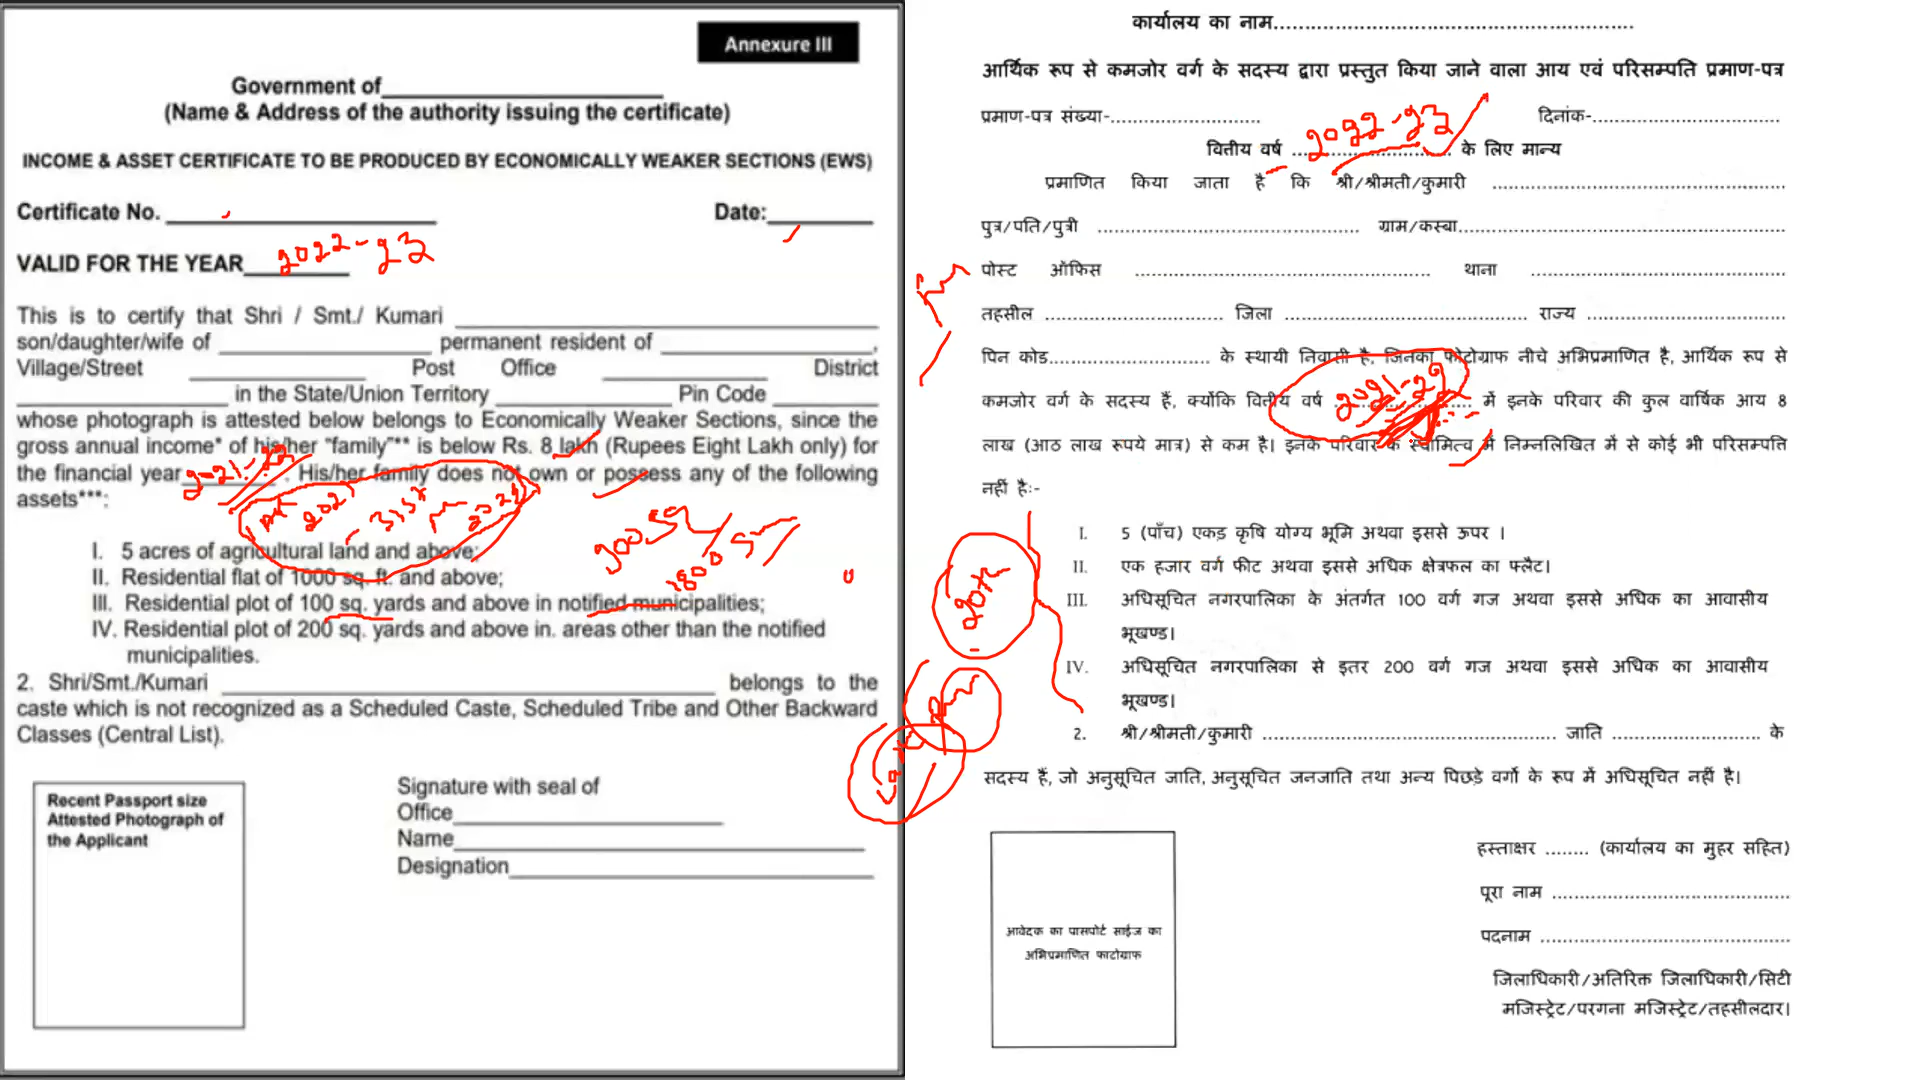 Annexure III
Government of
(Name & Address of the authority issuing the certificate)
INCOME & ASSET CERTIFICATE TO BE PRODUCED BY ECONOMICALLY WEAKER SECTIONS (EWS)
Certificate No. Date:
VALID FOR THE YEAR 2022-23
This is to certify that Shri / Smt./ Kumari
son/daughter/wife of permanent resident of ,
Village/Street Post Office District
in the State/Union Territory Pin Code
whose photograph is attested below belongs to Economically Weaker Sections, since the
gross annual income* of his/her "family"** is below Rs. 8 lakh (Rupees Eight Lakh only) for
the financial year . His/her family does not own or possess any of the following
assets***:
2021
I. 5 acres of agricultural land and above;
II. Residential flat of 1000 sq. ft. and above;
III. Residential plot of 100 sq. yards and above in notified municipalities;
IV. Residential plot of 200 sq. yards and above in. areas other than the notified
municipalities.
2. Shri/Smt./Kumari belongs to the
caste which is not recognized as a Scheduled Caste, Scheduled Tribe and Other Backward
Classes (Central List).
Recent Passport size
Attested Photograph of
the Applicant
Signature with seal of
Office
Name
Designation
कार्यालय का नाम
आर्थिक रूप से कमजोर वर्ग के सदस्य द्वारा प्रस्तुत किया जाने वाला आय एवं परिसम्पति प्रमाण-पत्र
प्रमाण-पत्र संख्या- दिनांक-
वित्तीय वर्ष 2022-23 के लिए मान्य
प्रमाणित किया जाता है कि श्री/श्रीमती/कुमारी
पुत्र/पति/पुत्री ग्राम/कस्बा
पोस्ट ऑफिस थाना
तहसील जिला राज्य
पिन कोड के स्थायी निवासी है, जिनका फोटोग्राफ नीचे अभिप्रमाणित है, आर्थिक रूप से
कमजोर वर्ग के सदस्य हैं, क्योंकि वित्तीय वर्ष 2021-22 में इनके परिवार की कुल वार्षिक आय 8
लाख (आठ लाख रूपये मात्र) से कम है। इनके परिवार के स्वामित्व में निम्नलिखित में से कोई भी परिसम्पति
नहीं है:-
I. 5 (पाँच) एकड़ कृषि योग्य भूमि अथवा इससे ऊपर ।
II. एक हजार वर्ग फीट अथवा इससे अधिक क्षेत्रफल का फ्लैट।
III. अधिसूचित नगरपालिका के अंतर्गत 100 वर्ग गज अथवा इससे अधिक का आवासीय
भूखण्ड।
IV. अधिसूचित नगरपालिका से इतर 200 वर्ग गज अथवा इससे अधिक का आवासीय
भूखण्ड।
2. श्री/श्रीमती/कुमारी जाति के
सदस्य हैं, जो अनुसूचित जाति, अनुसूचित जनजाति तथा अन्य पिछड़े वर्गो के रूप में अधिसूचित नहीं है।
आवेदक का पासपोर्ट साईज का
अभिप्रमाणित फाटोग्राफ
हस्ताक्षर ........ (कार्यालय का मुहर सहित)
पूरा नाम
पदनाम
जिलाधिकारी/अतिरिक्त जिलाधिकारी/सिटी
मजिस्ट्रेट/परगना मजिस्ट्रेट/तहसीलदार।